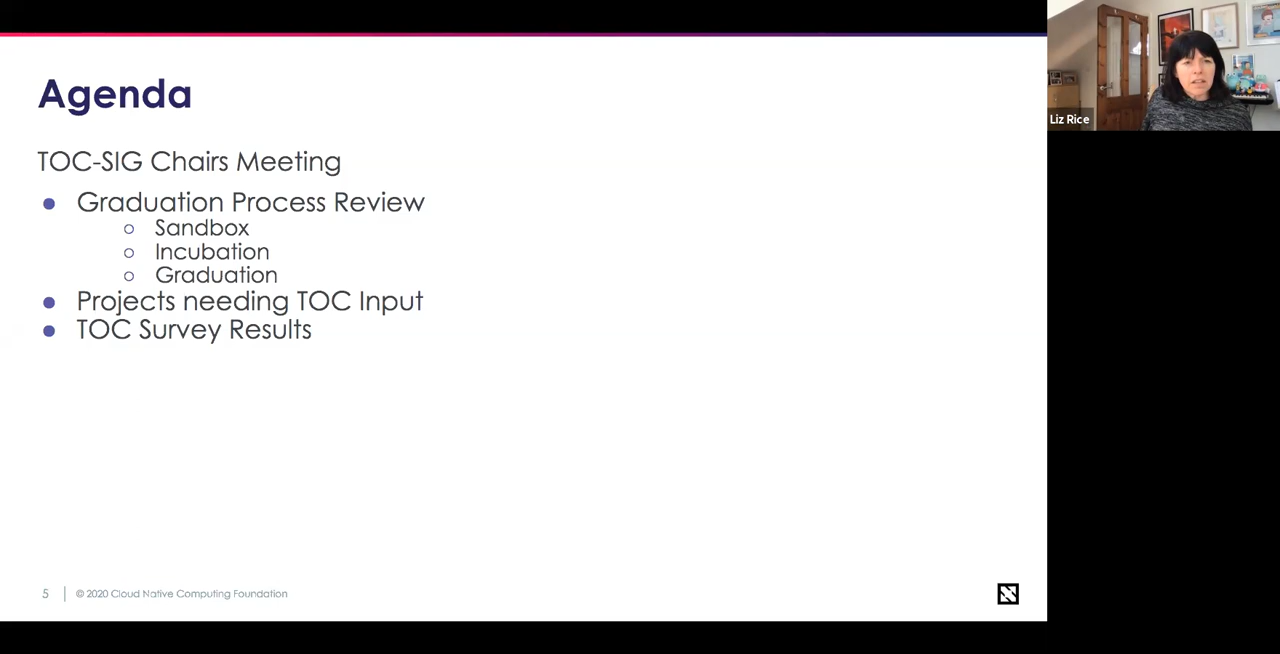 Agenda
TOC-SIG Chairs Meeting
● Graduation Process Review
○ Sandbox
○ Incubation
○ Graduation
● Projects needing TOC Input
● TOC Survey Results
5 | © 2020 Cloud Native Computing Foundation
Liz Rice